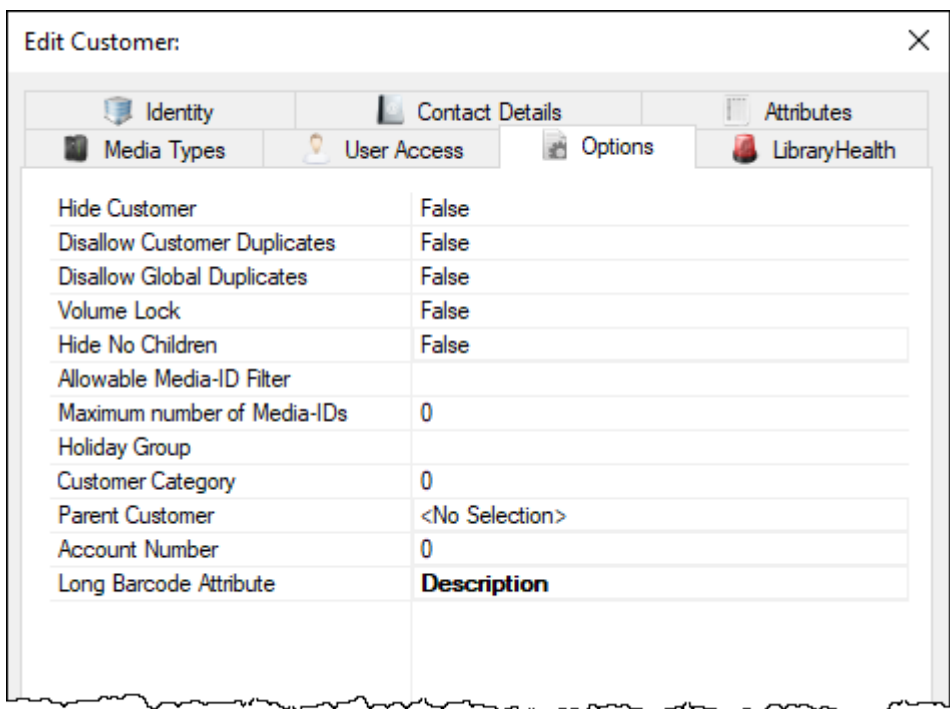 Edit Customer:
Identity Contact Details Attributes
Media Types User Access Options LibraryHealth
Hide Customer False
Disallow Customer Duplicates False
Disallow Global Duplicates False
Volume Lock False
Hide No Children False
Allowable Media-ID Filter
Maximum number of Media-IDs 0
Holiday Group
Customer Category 0
Parent Customer <No Selection>
Account Number 0
Long Barcode Attribute Description